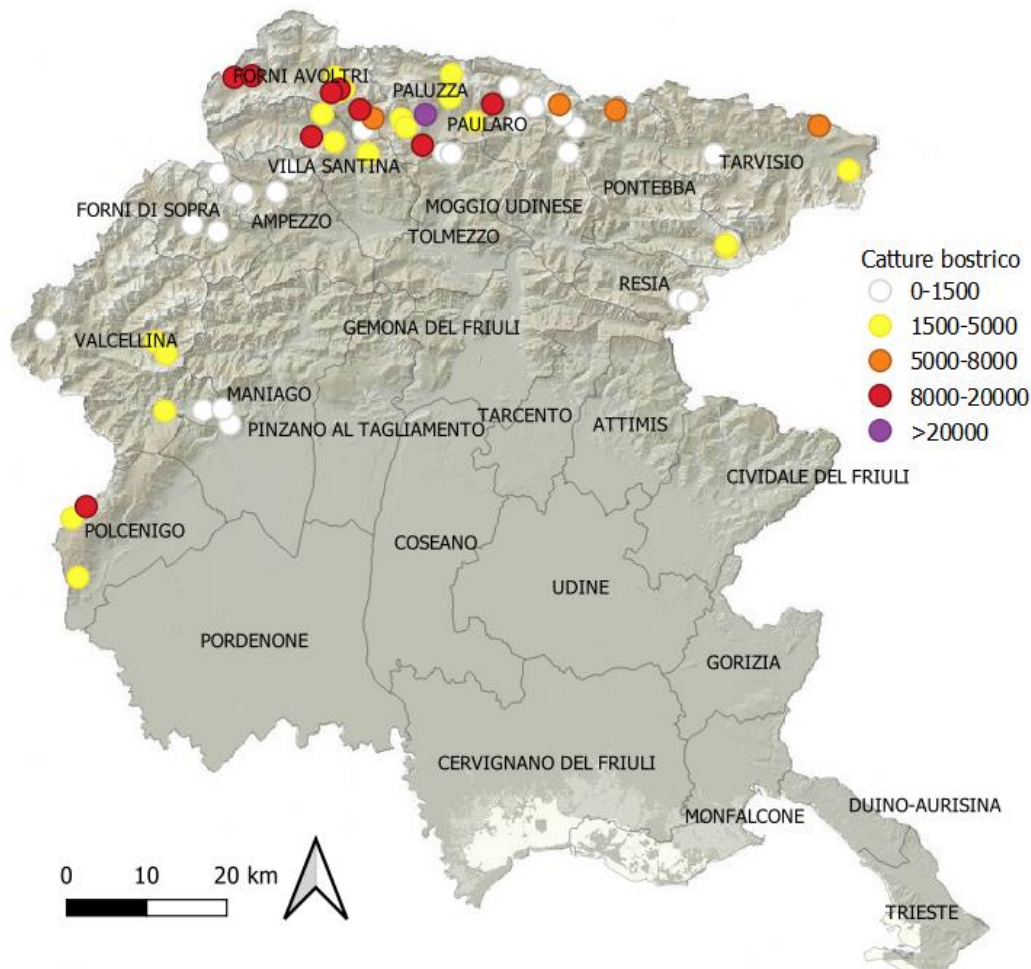 FORNI AVOLTRI
PALUZZA
PAULARO
VILLA SANTINA
TARVISIO
PONTEBBA
FORNI DI SOPRA
MOGGIO UDINESE
AMPEZZO
TOLMEZZO
RESIA
Catture bostrico
0-1500
1500-5000
5000-8000
8000-20000
>20000
GEMONA DEL FRIULI
VALCELLINA
MANIAGO
TARCENTO
PINZANO AL TAGLIAMENTO
ATTIMIS
CIVIDALE DEL FRIULI
POLCENIGO
COSEANO
UDINE
PORDENONE
GORIZIA
CERVIGNANO DEL FRIULI
DUINO-AURISINA
MONFALCONE
0 10 20 km
TRIESTE